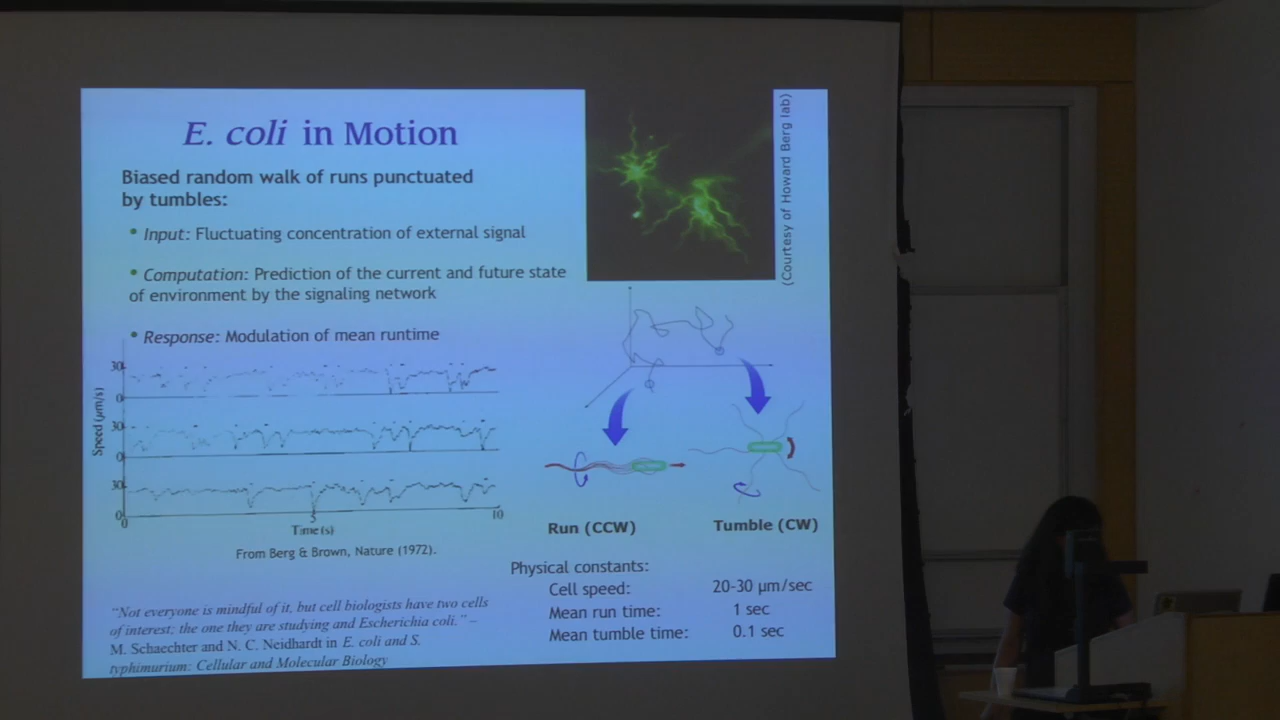 E. coli in Motion
Biased random walk of runs punctuated
by tumbles:
• Input: Fluctuating concentration of external signal
• Computation: Prediction of the current and future state
of environment by the signaling network
• Response: Modulation of mean runtime
(Courtesy of Howard Berg lab)
30
0
30
0
30
0
Speed (μm/s)
0
5
10
Time (s)
From Berg & Brown, Nature (1972).
Run (CCW)
Tumble (CW)
Physical constants:
Cell speed: 20-30 μm/sec
Mean run time: 1 sec
Mean tumble time: 0.1 sec
"Not everyone is mindful of it, but cell biologists have two cells
of interest; the one they are studying and Escherichia coli." –
M. Schaechter and N. C. Neidhardt in E. coli and S.
typhimurium: Cellular and Molecular Biology